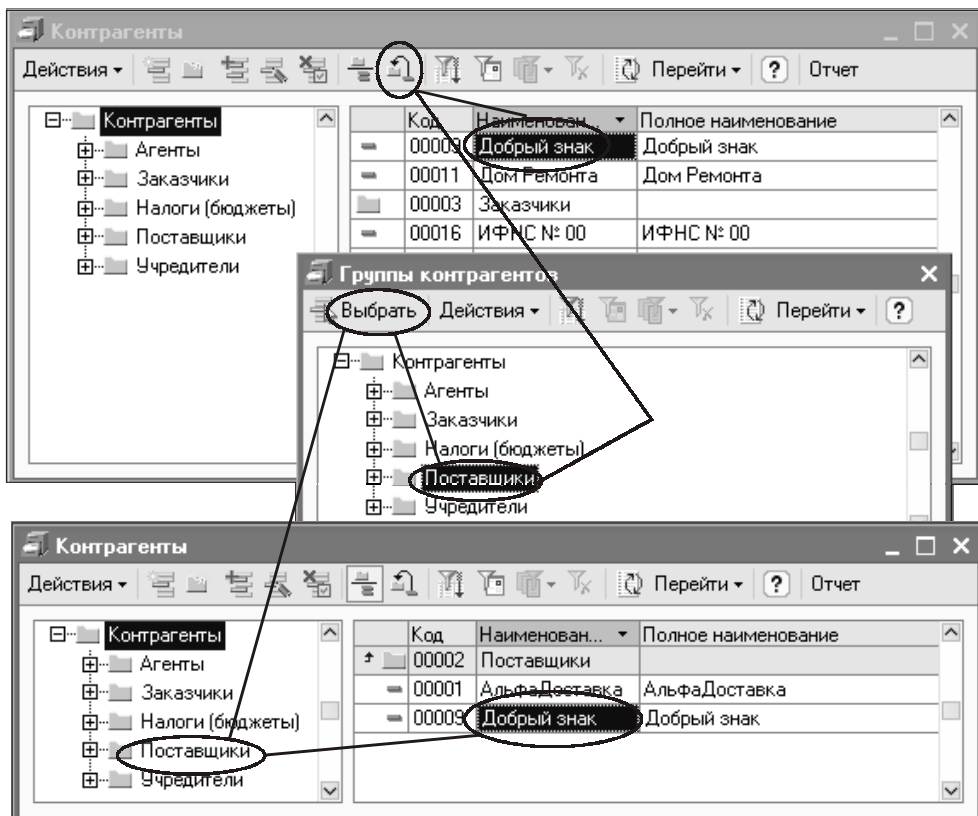 Контрагенты
Действия Перейти ? Отчет
Контрагенты
Агенты
Заказчики
Налоги (бюджеты)
Поставщики
Учредители
Код Наименован... Полное наименование
00009 Добрый знак Добрый знак
00011 Дом Ремонта Дом Ремонта
00003 Заказчики
00016 ИФНС № 00 ИФНС № 00
Группы контрагентов
Выбрать Действия Перейти ?
Контрагенты
Агенты
Заказчики
Налоги (бюджеты)
Поставщики
Учредители
Контрагенты
Действия Перейти ? Отчет
Контрагенты
Агенты
Заказчики
Налоги (бюджеты)
Поставщики
Учредители
Код Наименован... Полное наименование
00002 Поставщики
00001 АльфаДоставка АльфаДоставка
00009 Добрый знак Добрый знак